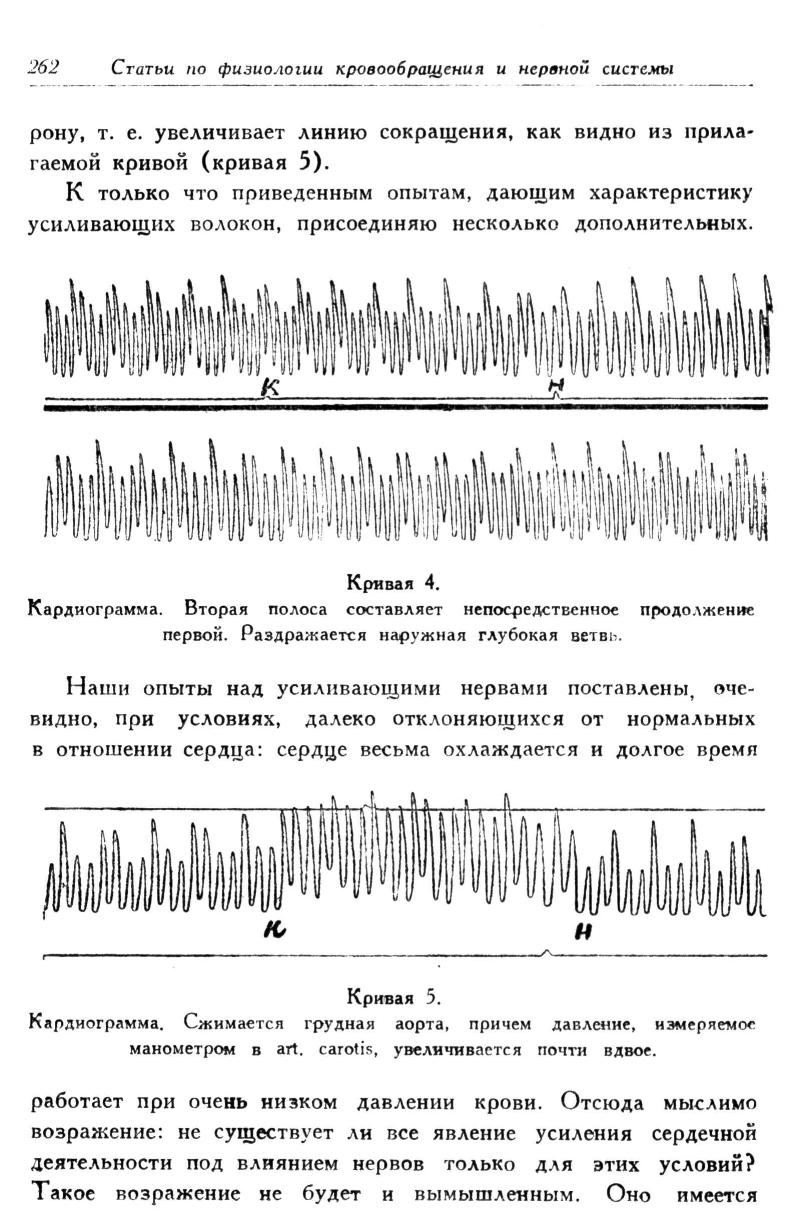 262 Статьи по физиологии кровообращения и нервной системы
рону, т. е. увеличивает линию сокращения, как видно из прила-
гаемой кривой (кривая 5).
К только что приведенным опытам, дающим характеристику
усиливающих волокон, присоединяю несколько дополнительных.
К Н
Кривая 4.
Кардиограмма. Вторая полоса составляет непосредственное продолжение
первой. Раздражается наружная глубокая ветвь.
Наши опыты над усиливающими нервами поставлены, оче-
видно, при условиях, далеко отклоняющихся от нормальных
в отношении сердца: сердце весьма охлаждается и долгое время
К Н
Кривая 5.
Кардиограмма. Сжимается грудная аорта, причем давление, измеряемое
манометром в art. carotis, увеличивается почти вдвое.
работает при очень низком давлении крови. Отсюда мыслимо
возражение: не существует ли все явление усиления сердечной
деятельности под влиянием нервов только для этих условий?
Такое возражение не будет и вымышленным. Оно имеется